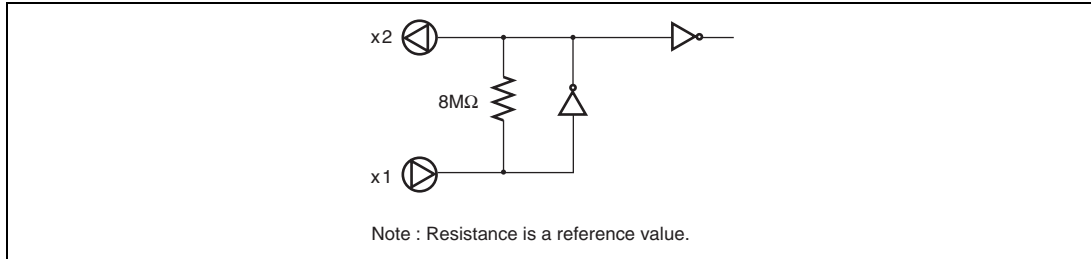 x2
8MΩ
x1
Note : Resistance is a reference value.